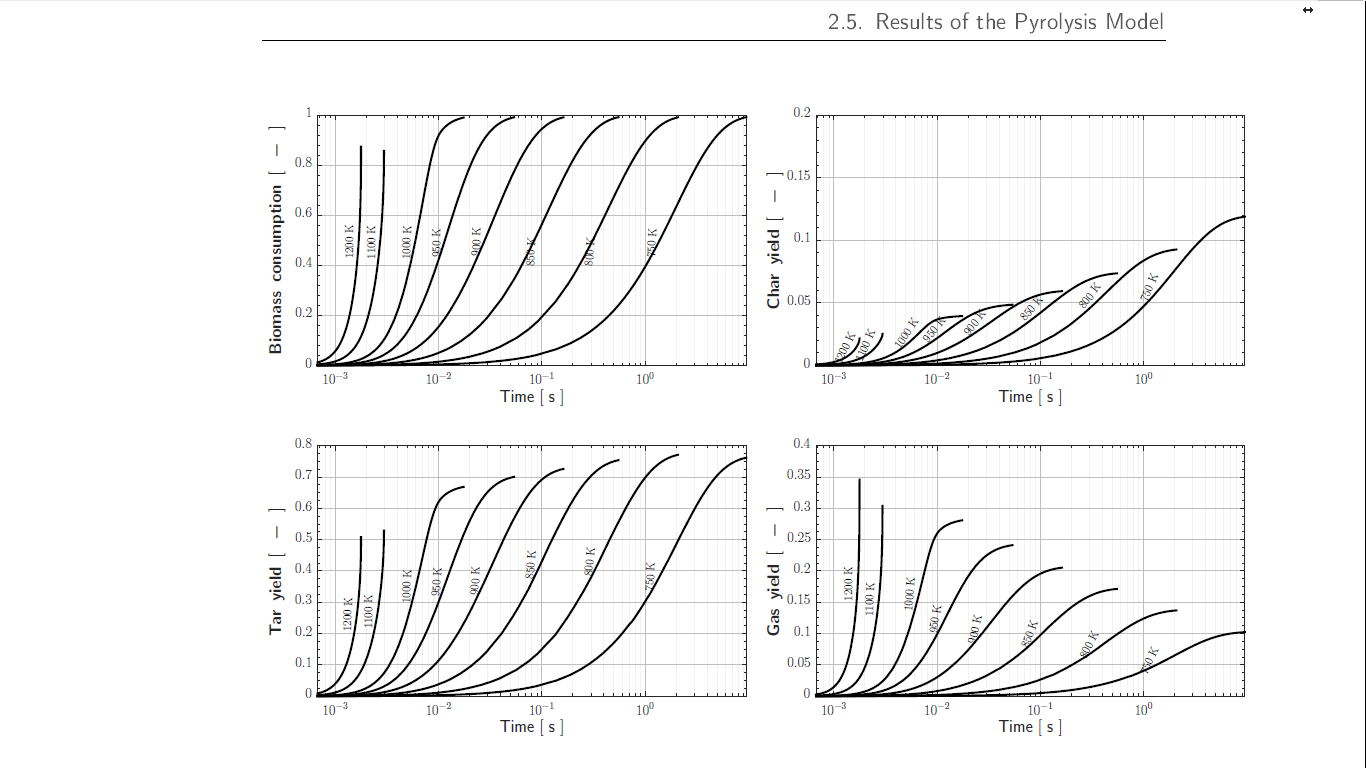 2.5. Results of the Pyrolysis Model
1
0.8
0.6
0.4
0.2
0
Biomass consumption [ − ]
1200 K
1100 K
1000 K
950 K
900 K
850 K
800 K
750 K
10⁻³
10⁻²
10⁻¹
10⁰
Time [ s ]
0.2
0.15
0.1
0.05
0
Char yield [ − ]
1200 K
1100 K
1000 K
950 K
900 K
850 K
800 K
750 K
10⁻³
10⁻²
10⁻¹
10⁰
Time [ s ]
0.8
0.7
0.6
0.5
0.4
0.3
0.2
0.1
0
Tar yield [ − ]
1200 K
1100 K
1000 K
950 K
900 K
850 K
800 K
750 K
10⁻³
10⁻²
10⁻¹
10⁰
Time [ s ]
0.4
0.35
0.3
0.25
0.2
0.15
0.1
0.05
0
Gas yield [ − ]
1200 K
1100 K
1000 K
950 K
900 K
850 K
800 K
750 K
10⁻³
10⁻²
10⁻¹
10⁰
Time [ s ]